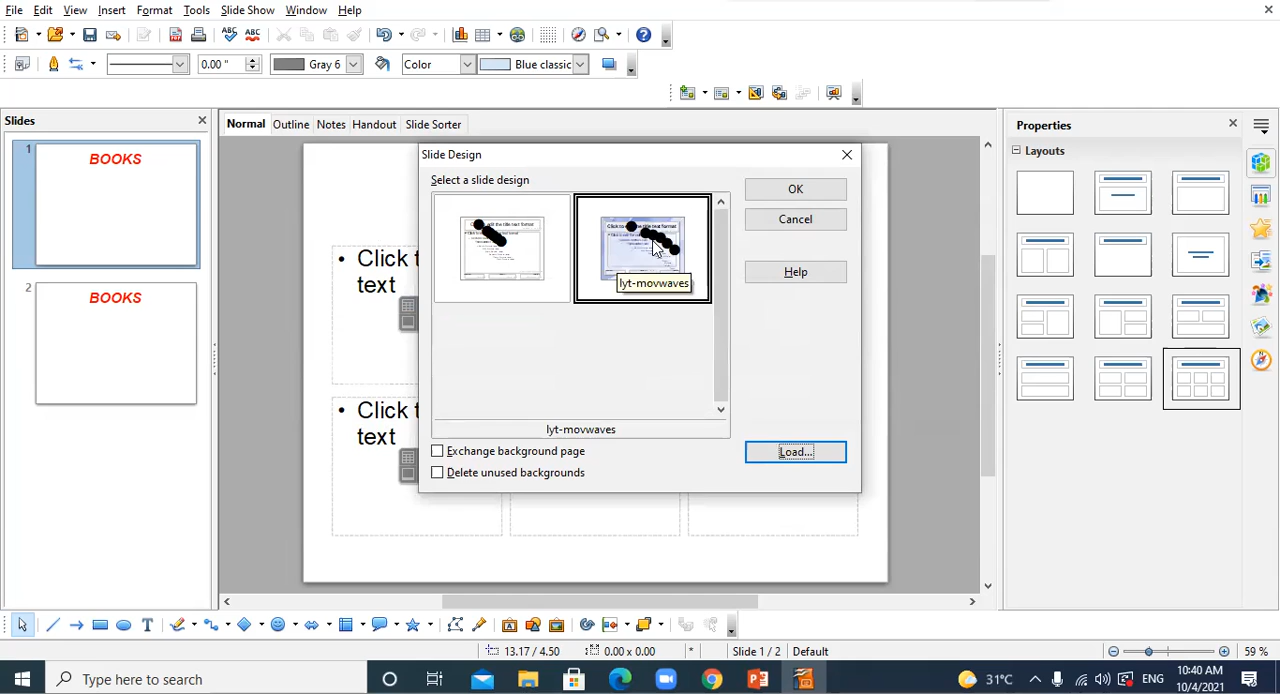 File Edit View Insert Format Tools Slide Show Window Help
0.00 " Gray 6 Color Blue classic
Slides
Normal Outline Notes Handout Slide Sorter
Properties
Layouts
1
BOOKS
2
BOOKS
• Click t
text
• Click t
text
Slide Design
Select a slide design
lyt-movwaves
lyt-movwaves
Exchange background page
Delete unused backgrounds
OK
Cancel
Help
Load...
13.17 / 4.50 0.00 x 0.00 * Slide 1 / 2 Default 59 %
Type here to search
31°C ENG 10:40 AM
10/4/2021